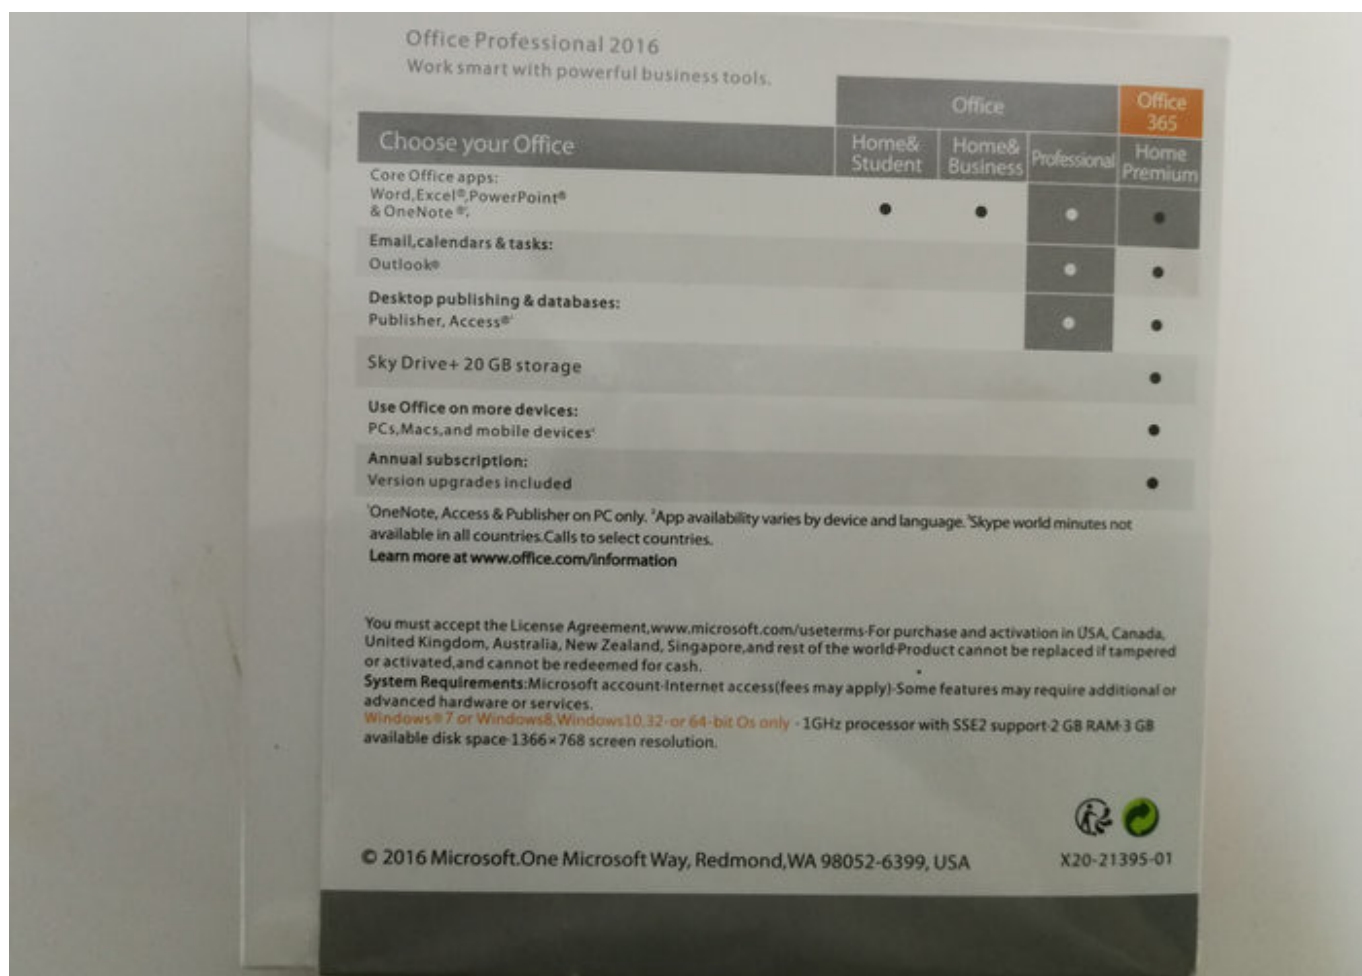 Office Professional 2016
Work smart with powerful business tools.
Office
Office 365
Choose your Office
Home& Student
Home& Business
Professional
Home Premium
Core Office apps:
Word,Excel®,PowerPoint®
& OneNote®¹
Email,calendars & tasks:
Outlook®
Desktop publishing & databases:
Publisher, Access®¹
Sky Drive+ 20 GB storage
Use Office on more devices:
PCs,Macs,and mobile devices²
Annual subscription:
Version upgrades included
¹OneNote, Access & Publisher on PC only. ²App availability varies by device and language. ³Skype world minutes not
available in all countries.Calls to select countries.
Learn more at www.office.com/information
You must accept the License Agreement,www.microsoft.com/useterms·For purchase and activation in USA, Canada,
United Kingdom, Australia, New Zealand, Singapore,and rest of the world·Product cannot be replaced if tampered
or activated,and cannot be redeemed for cash.
System Requirements:Microsoft account·Internet access(fees may apply)·Some features may require additional or
advanced hardware or services.
Windows®7 or Windows8,Windows10,32-or 64-bit Os only · 1GHz processor with SSE2 support·2 GB RAM·3 GB
available disk space·1366×768 screen resolution.
© 2016 Microsoft.One Microsoft Way, Redmond,WA 98052-6399, USA
X20-21395-01